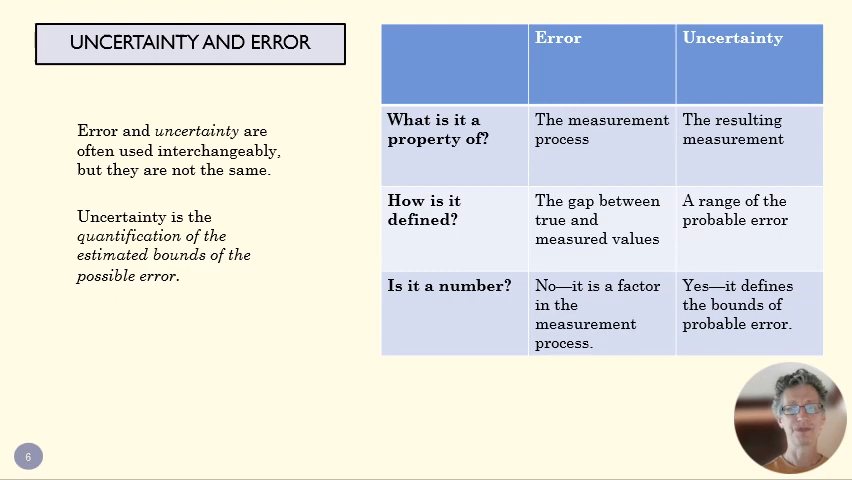 UNCERTAINTY AND ERROR
Error and uncertainty are
often used interchangeably,
but they are not the same.
Uncertainty is the
quantification of the
estimated bounds of the
possible error.
Error
Uncertainty
What is it a
property of?
The measurement
process
The resulting
measurement
How is it
defined?
The gap between
true and
measured values
A range of the
probable error
Is it a number?
No—it is a factor
in the
measurement
process.
Yes—it defines
the bounds of
probable error.
6